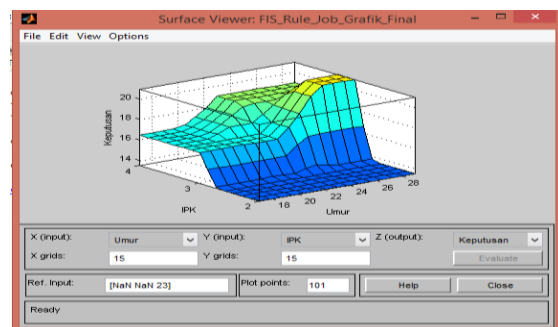 Surface Viewer: FIS_Rule_Job_Grafik_Final
File Edit View Options
20
18
16
14
Keputusan
4
3
2
IPK
18
20
22
24
26
28
Umur
X (input): Umur Y (input): IPK Z (output): Keputusan
X grids: 15 Y grids: 15 Evaluate
Ref. Input: [NaN NaN 23] Plot points: 101 Help Close
Ready